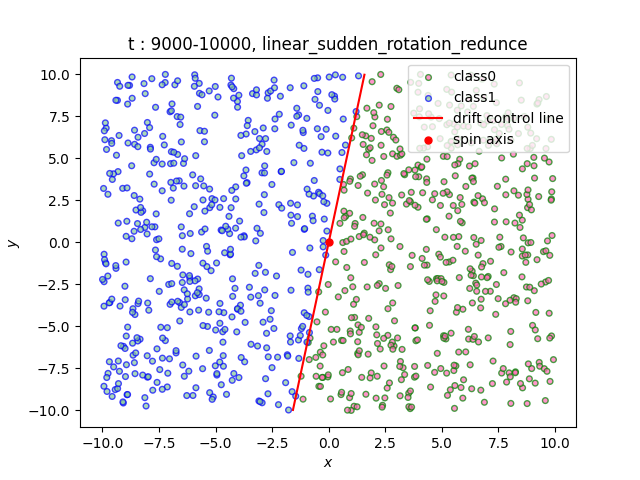 t : 9000-10000, linear_sudden_rotation_redunce
class0
class1
drift control line
spin axis
10.0
7.5
5.0
2.5
0.0
−2.5
−5.0
−7.5
−10.0
y
−10.0 −7.5 −5.0 −2.5 0.0 2.5 5.0 7.5 10.0
x